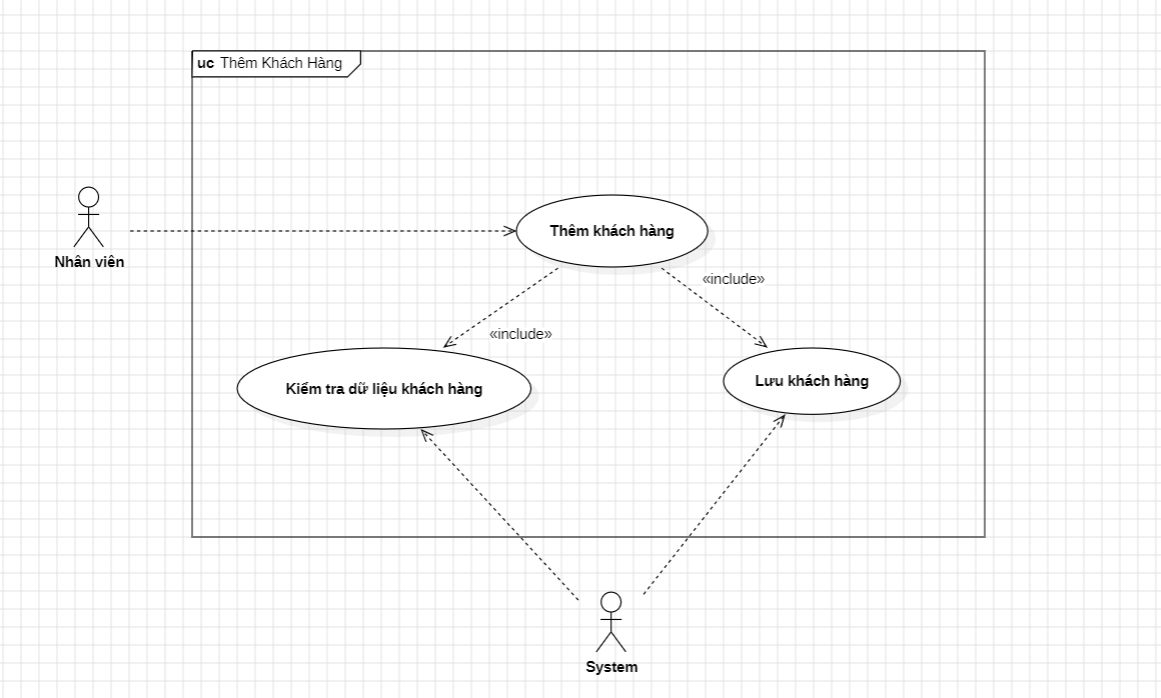 uc Thêm Khách Hàng
Thêm khách hàng
Nhân viên
«include»
«include»
Lưu khách hàng
Kiểm tra dữ liệu khách hàng
System